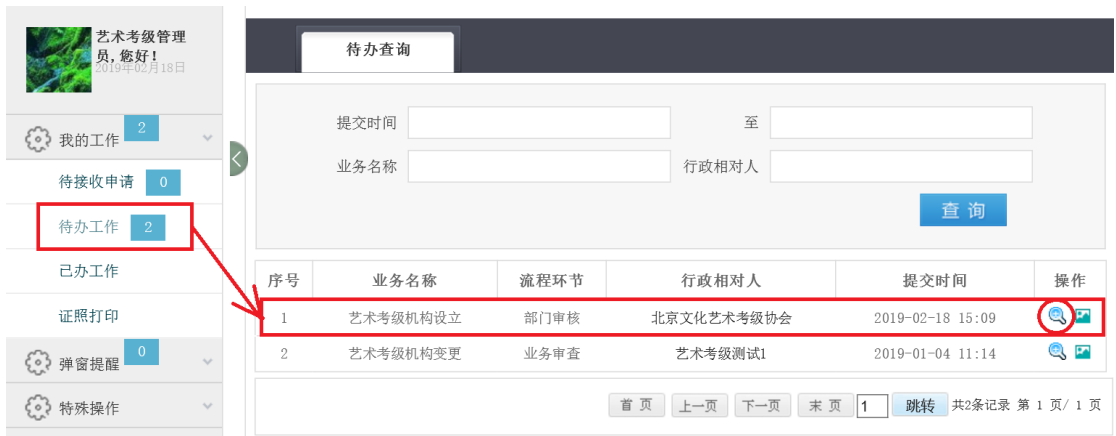 艺术考级管理
员,您好!
2019年02月18日
我的工作 2
待接收申请 0
待办工作 2
已办工作
证照打印
弹窗提醒 0
特殊操作
待办查询
提交时间 至
业务名称 行政相对人
查询
序号 业务名称 流程环节 行政相对人 提交时间 操作
1 艺术考级机构设立 部门审核 北京文化艺术考级协会 2019-02-18 15:09
2 艺术考级机构变更 业务审查 艺术考级测试1 2019-01-04 11:14
首 页 上一页 下一页 末 页 1 跳转 共2条记录 第 1 页/ 1 页